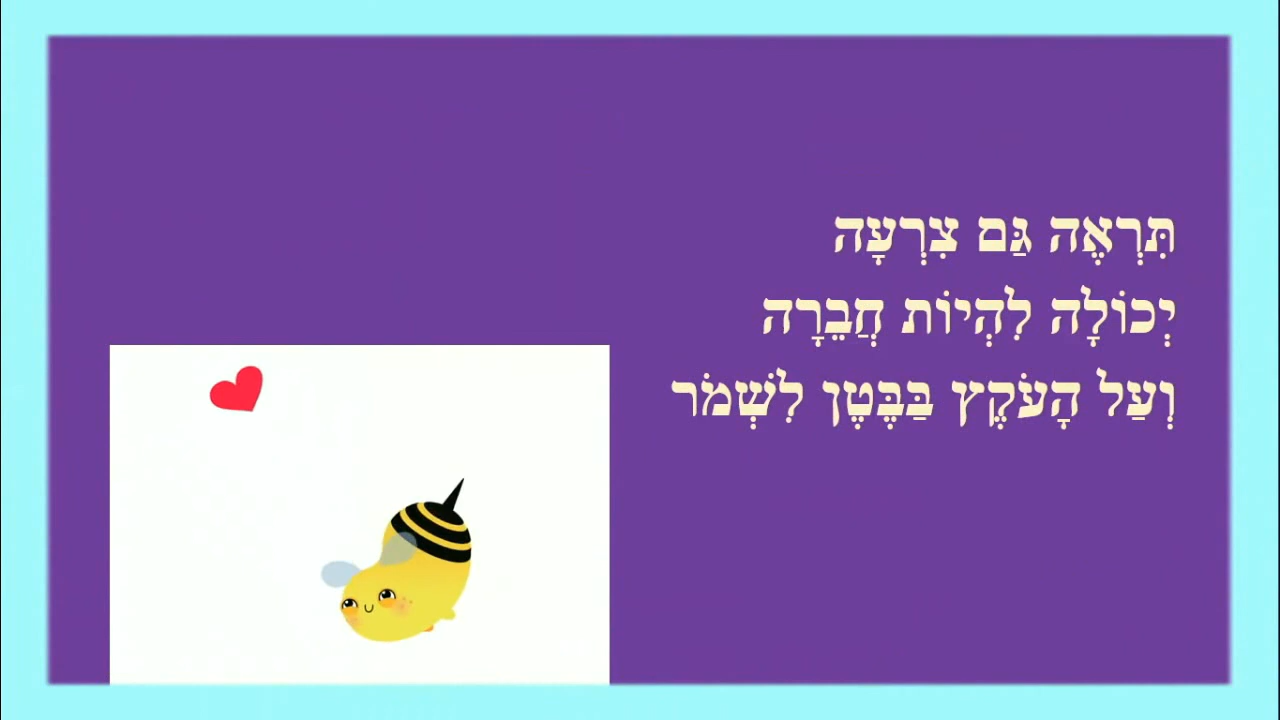 תִּרְאֶה גַּם צִרְעָה
יְכוֹלָה לִהְיוֹת חֲבֵרָה
וְעַל הָעֹקֶץ בַּבֶּטֶן לִשְׁמֹר